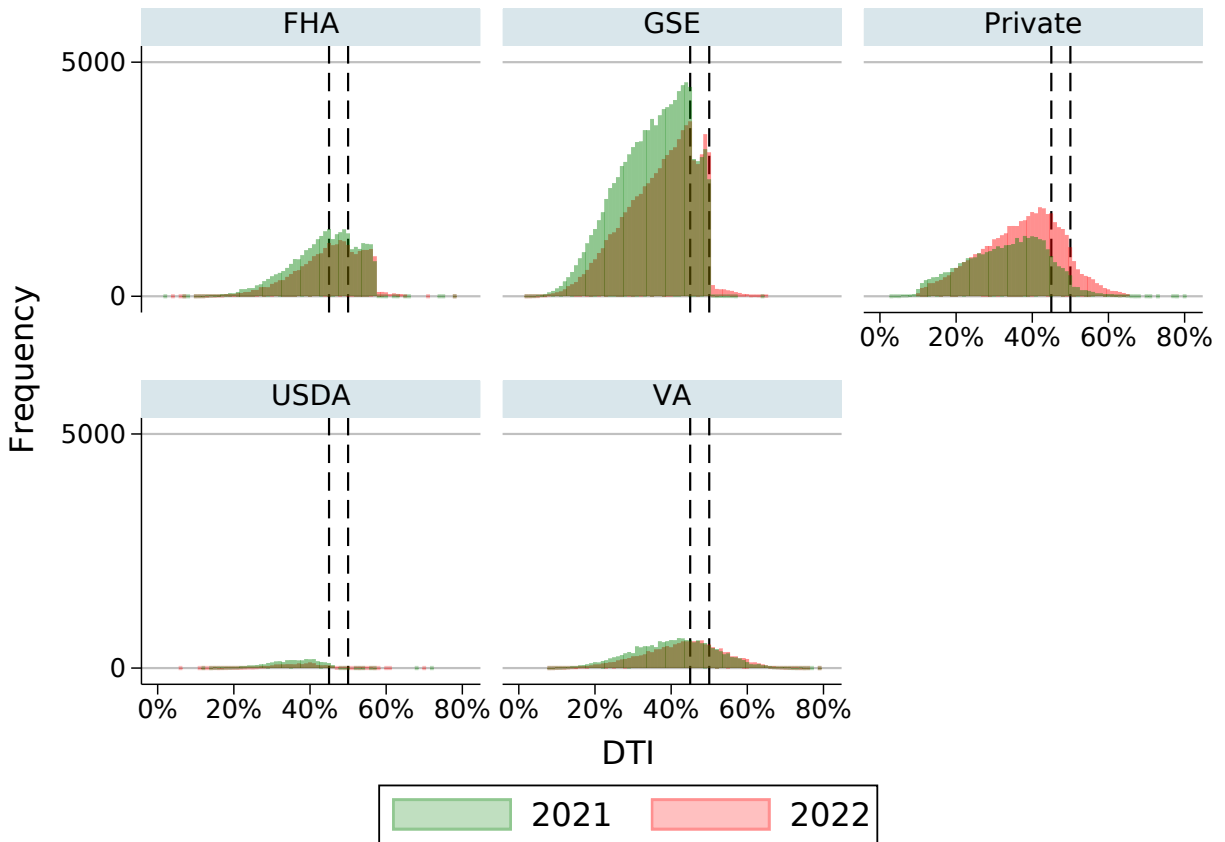 FHA GSE Private
5000
0
0% 20% 40% 60% 80%
USDA VA
5000
0
0% 20% 40% 60% 80% 0% 20% 40% 60% 80%
Frequency
DTI
2021 2022